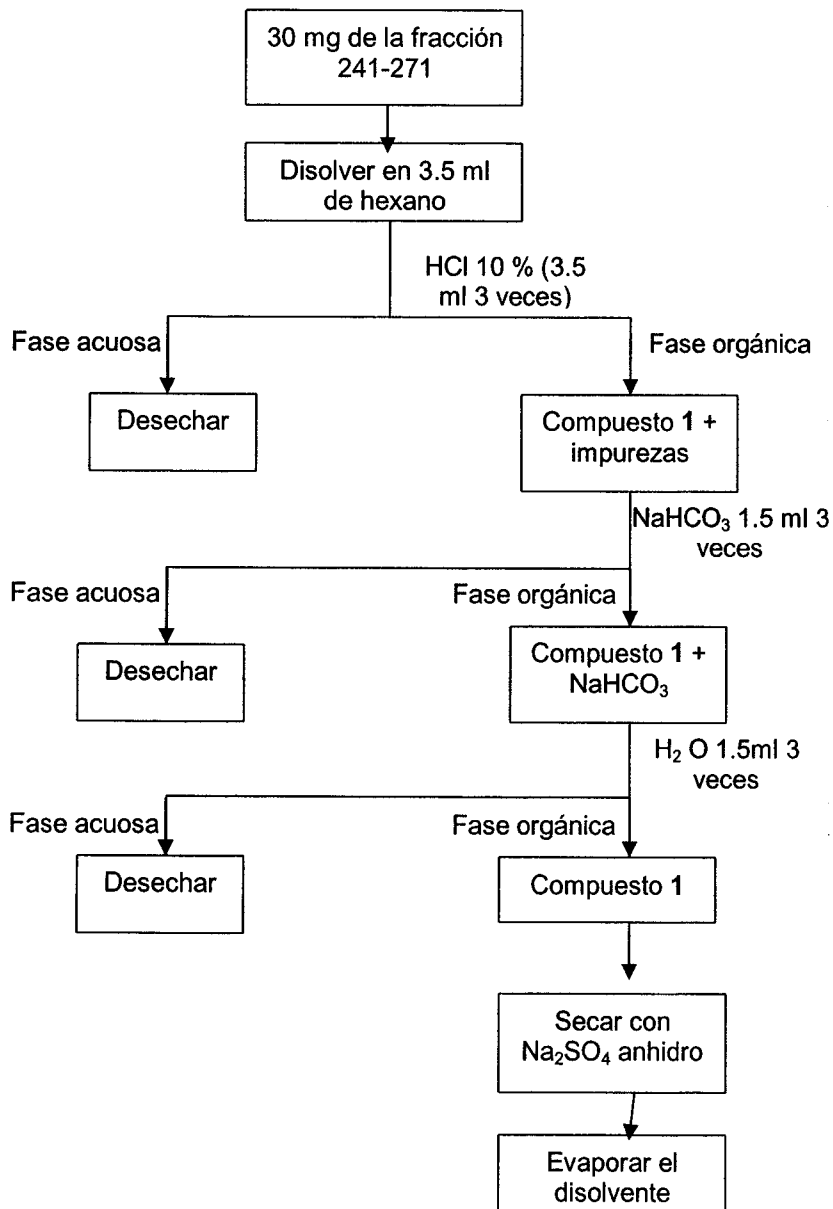 30 mg de la fracción
241-271
Disolver en 3.5 ml
de hexano
HCl 10 % (3.5
ml 3 veces)
Fase acuosa
Fase orgánica
Desechar
Compuesto 1 +
impurezas
NaHCO₃ 1.5 ml 3
veces
Fase acuosa
Fase orgánica
Desechar
Compuesto 1 +
NaHCO₃
H₂ O 1.5ml 3
veces
Fase acuosa
Fase orgánica
Desechar
Compuesto 1
Secar con
Na₂SO₄ anhidro
Evaporar el
disolvente